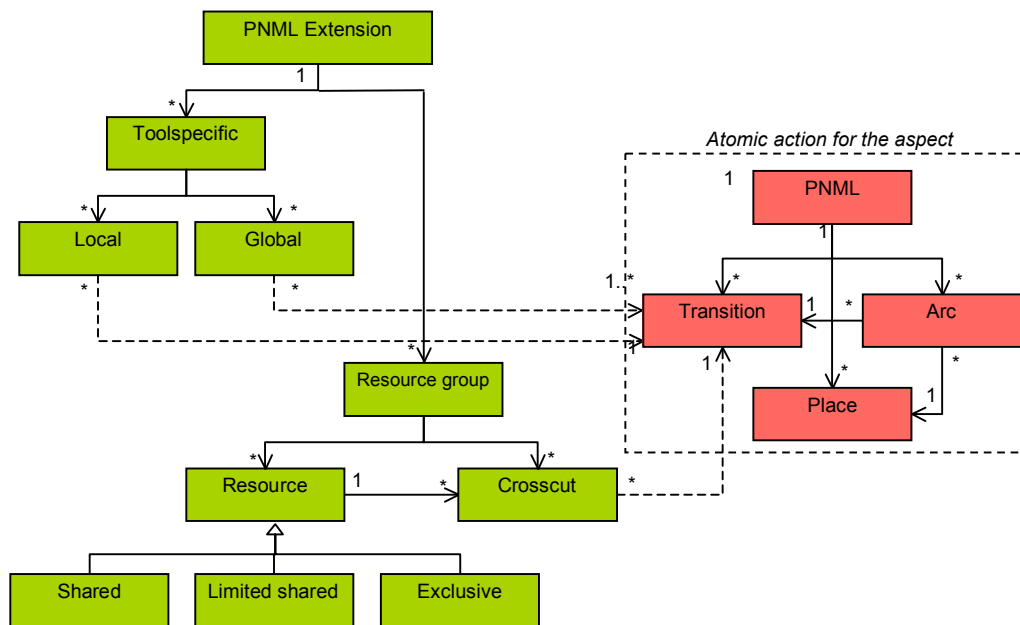 PNML Extension
1
*
Toolspecific
Atomic action for the aspect
1
PNML
1
*
*
Local
Global
*
*
1..*
*
*
Transition
1
*
Arc
1
1
*
*
1
Place
*
Resource group
*
*
Resource
1
*
Crosscut
*
Shared
Limited shared
Exclusive